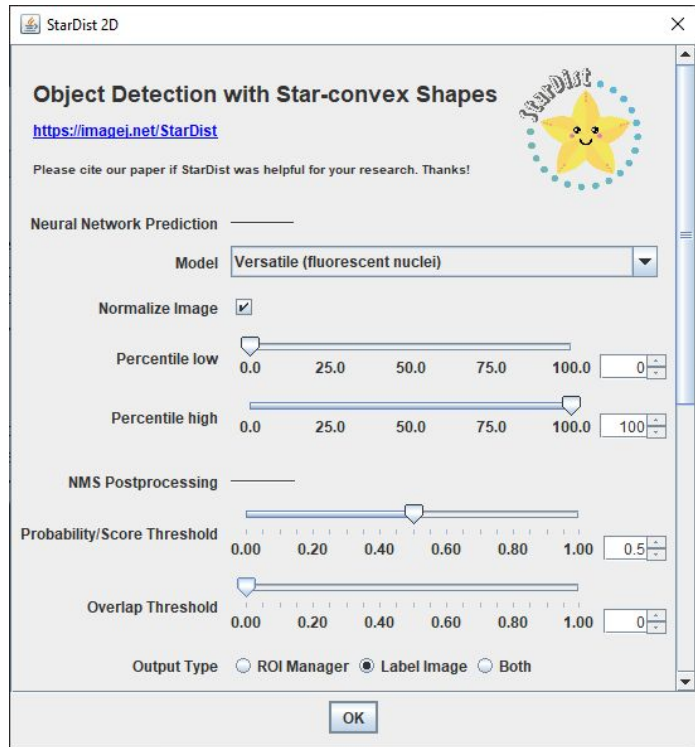 StarDist 2D
StarDist
Object Detection with Star-convex Shapes
https://imagej.net/StarDist
Please cite our paper if StarDist was helpful for your research. Thanks!
Neural Network Prediction
Model Versatile (fluorescent nuclei)
Normalize Image
Percentile low 0
0.0 25.0 50.0 75.0 100.0
Percentile high 100
0.0 25.0 50.0 75.0 100.0
NMS Postprocessing
Probability/Score Threshold 0.5
0.00 0.20 0.40 0.60 0.80 1.00
Overlap Threshold 0
0.00 0.20 0.40 0.60 0.80 1.00
Output Type ROI Manager Label Image Both
OK